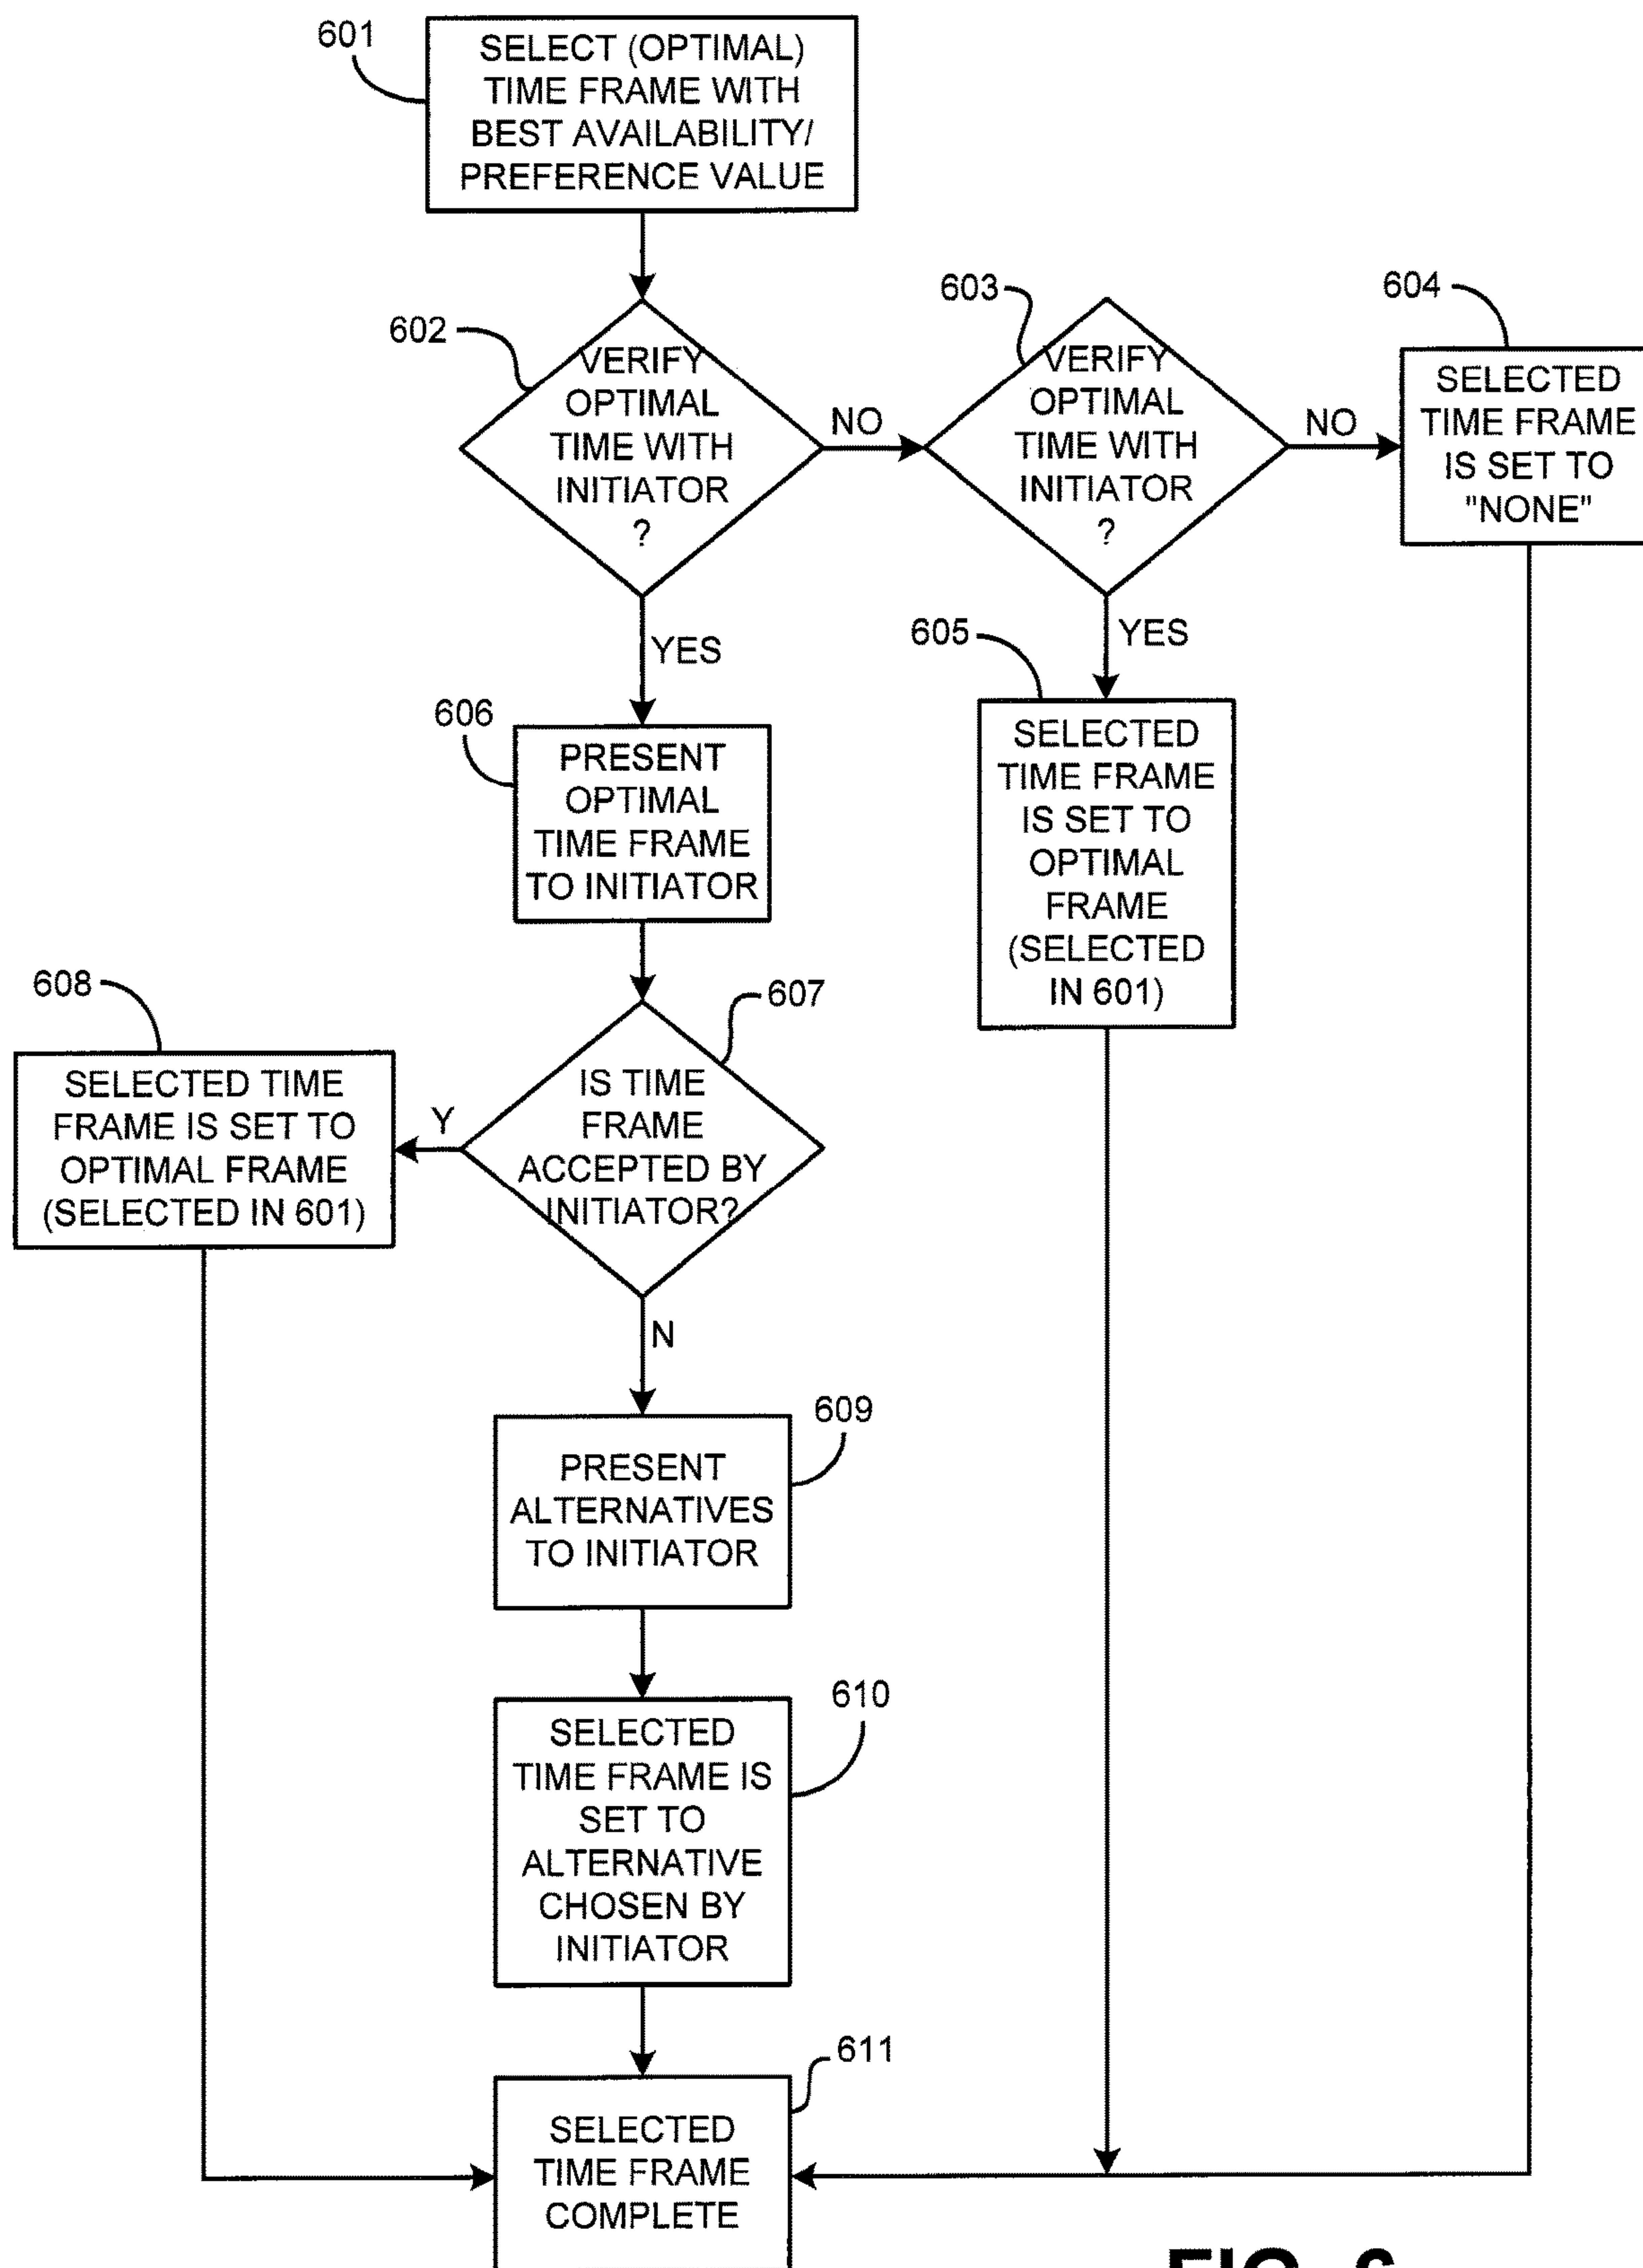 601
SELECT (OPTIMAL)
TIME FRAME WITH
BEST AVAILABILITY/
PREFERENCE VALUE
602
VERIFY
OPTIMAL
TIME WITH
INITIATOR
?
NO
603
VERIFY
OPTIMAL
TIME WITH
INITIATOR
?
NO
604
SELECTED
TIME FRAME
IS SET TO
"NONE"
YES
605
YES
SELECTED
TIME FRAME
IS SET TO
OPTIMAL
FRAME
(SELECTED
IN 601)
606
PRESENT
OPTIMAL
TIME FRAME
TO INITIATOR
607
IS TIME
FRAME
ACCEPTED BY
INITIATOR?
Y
608
SELECTED TIME
FRAME IS SET TO
OPTIMAL FRAME
(SELECTED IN 601)
N
609
PRESENT
ALTERNATIVES
TO INITIATOR
610
SELECTED
TIME FRAME IS
SET TO
ALTERNATIVE
CHOSEN BY
INITIATOR
611
SELECTED
TIME FRAME
COMPLETE
FIG. 6